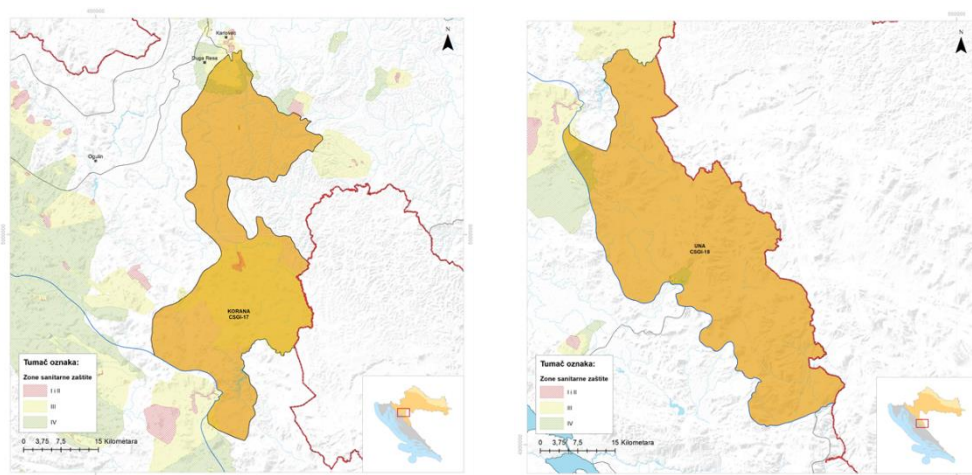 Karlovac
Duga Resa
Ogulin
N
KORANA
CSGI-17
Tumač oznaka:
Zone sanitarne zaštite
I i II
III
IV
0 3,75 7,5 15 Kilometara
N
UNA
CSGI-18
Tumač oznaka:
Zone sanitarne zaštite
I i II
III
IV
0 3,75 7,5 15 Kilometara